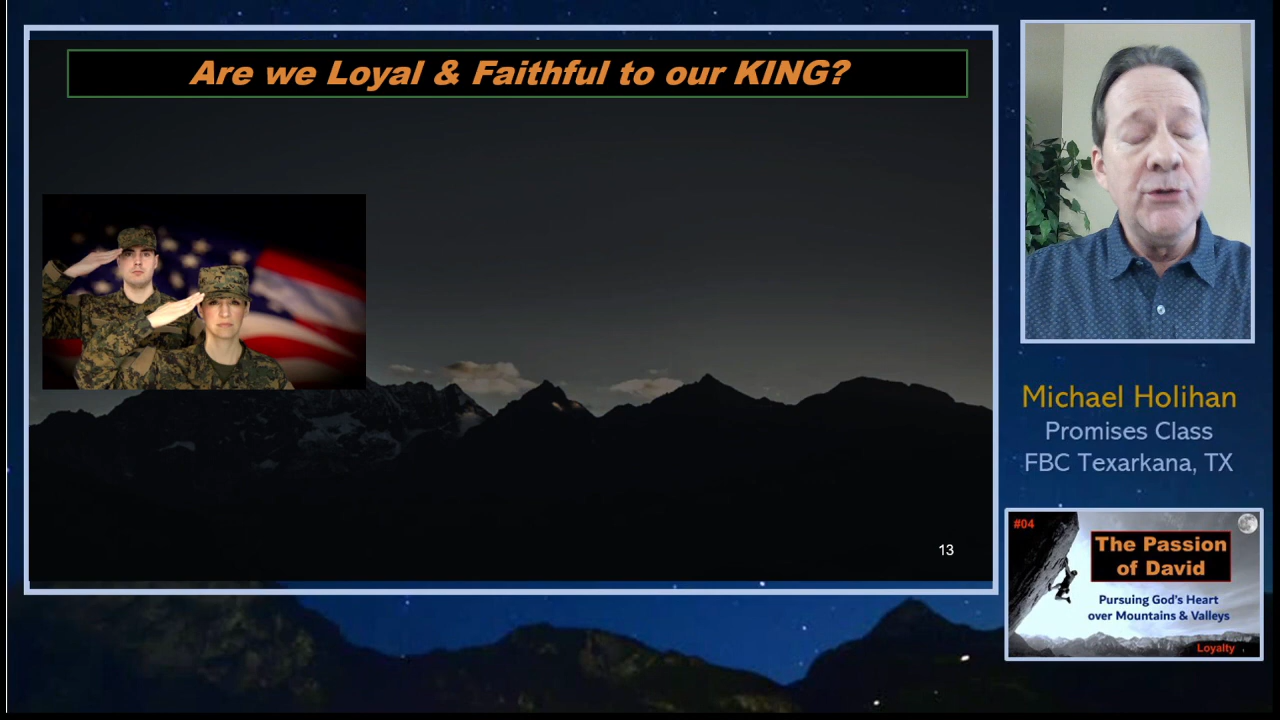 Are we Loyal & Faithful to our KING?
13
Michael Holihan
Promises Class
FBC Texarkana, TX
#04
The Passion
of David
Pursuing God's Heart
over Mountains & Valleys
Loyalty